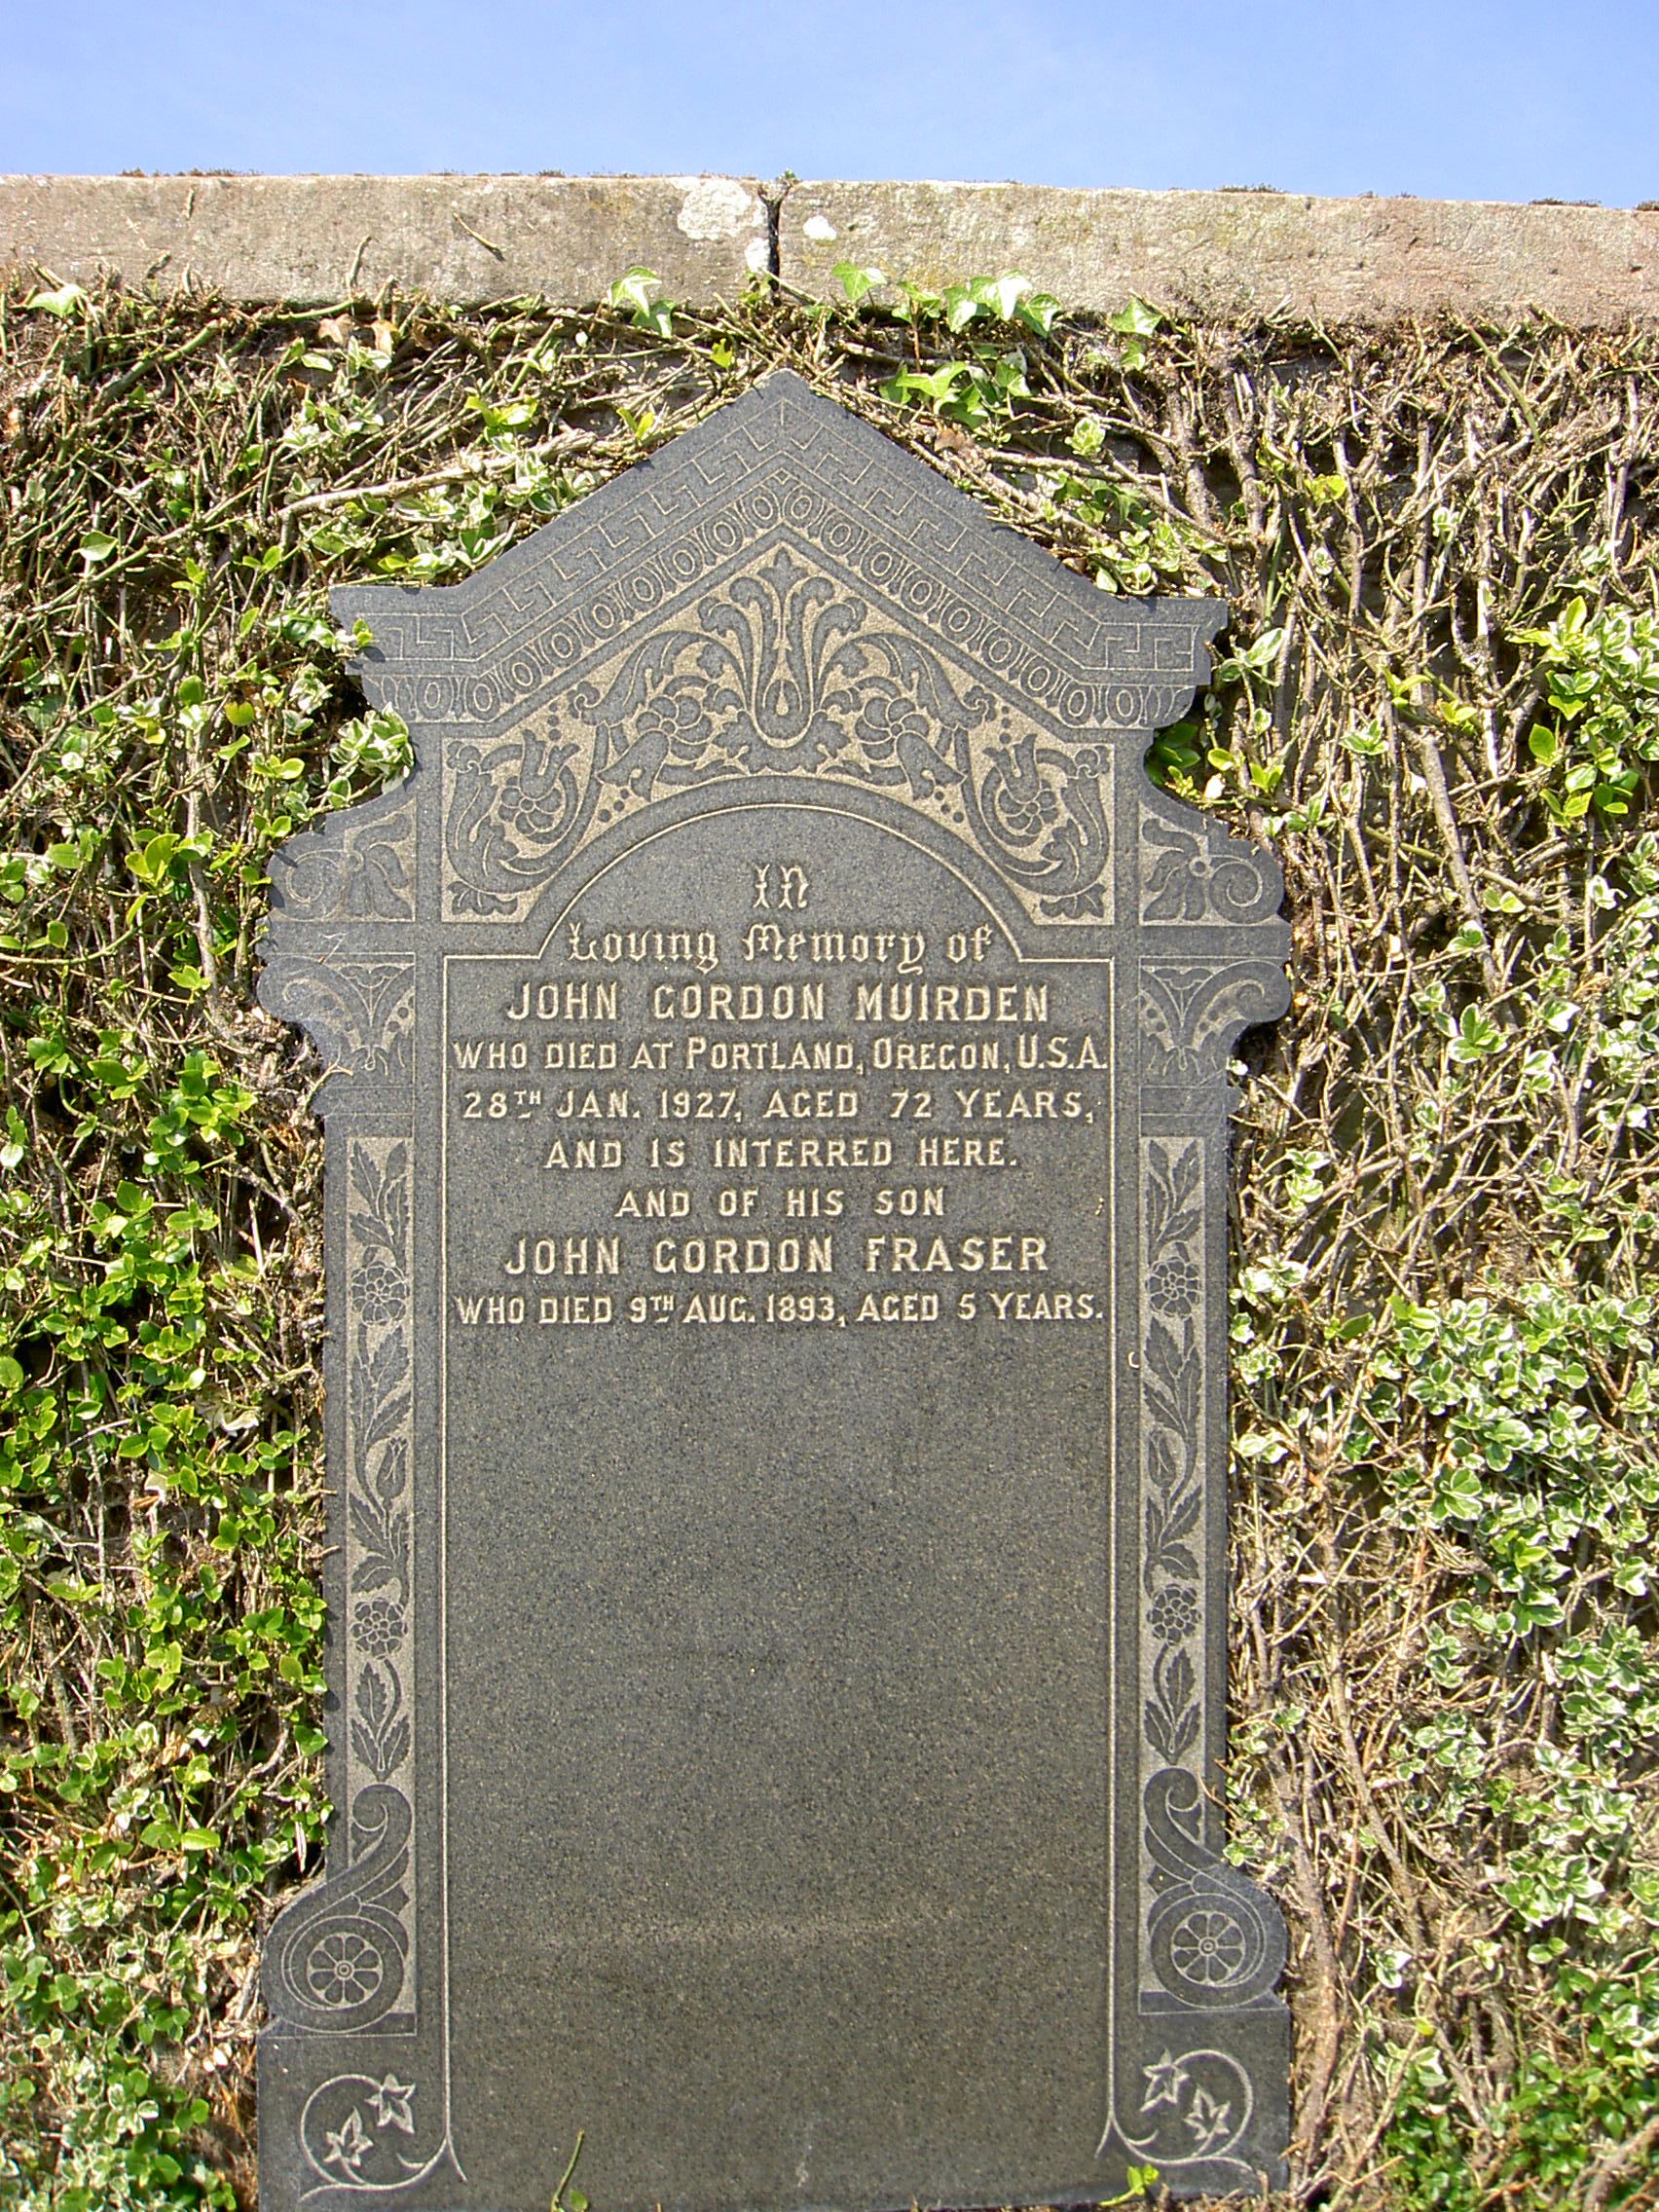 In
Loving Memory of
JOHN GORDON MUIRDEN
WHO DIED AT PORTLAND, OREGON, U.S.A.
28TH JAN. 1927, AGED 72 YEARS,
AND IS INTERRED HERE.
AND OF HIS SON
JOHN GORDON FRASER
WHO DIED 9TH AUG. 1893, AGED 5 YEARS.